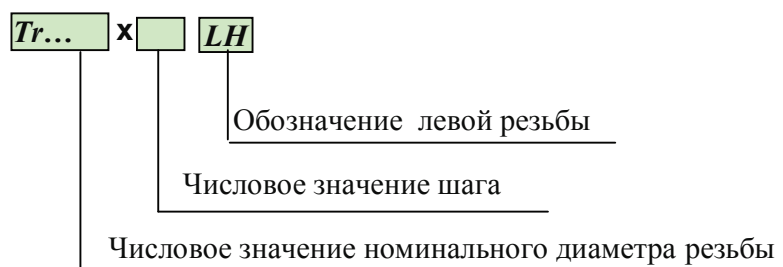 Tr... x LH
Обозначение левой резьбы
Числовое значение шага
Числовое значение номинального диаметра резьбы